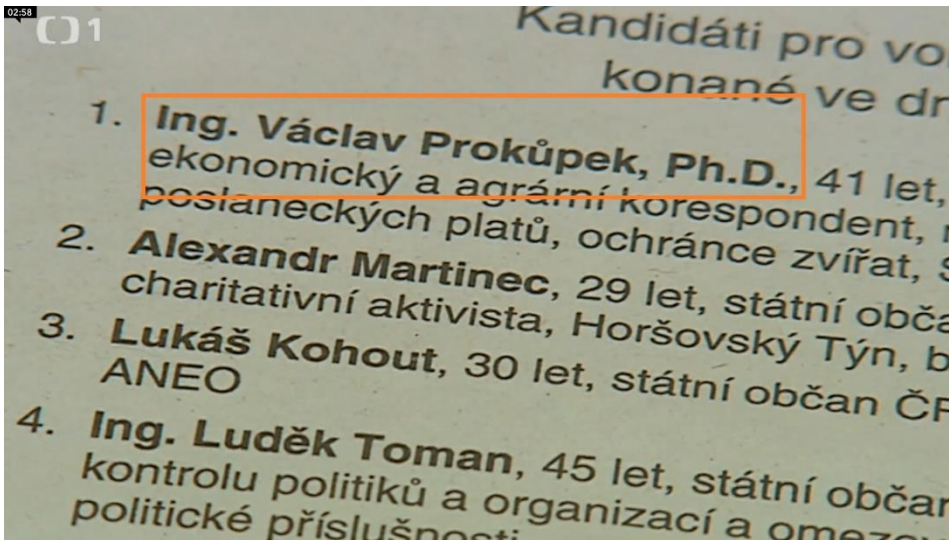 02:58
1
Kandidáti pro vo
konané ve dr
1. Ing. Václav Prokůpek, Ph.D., 41 let,
ekonomický a agrární korespondent,
poslaneckých platů, ochránce zvířat,
2. Alexandr Martinec, 29 let, státní obča
charitativní aktivista, Horšovský Týn, b
3. Lukáš Kohout, 30 let, státní občan ČR
ANEO
4. Ing. Luděk Toman, 45 let, státní občan
kontrolu politiků a organizací a omezov
politické příslušnosti